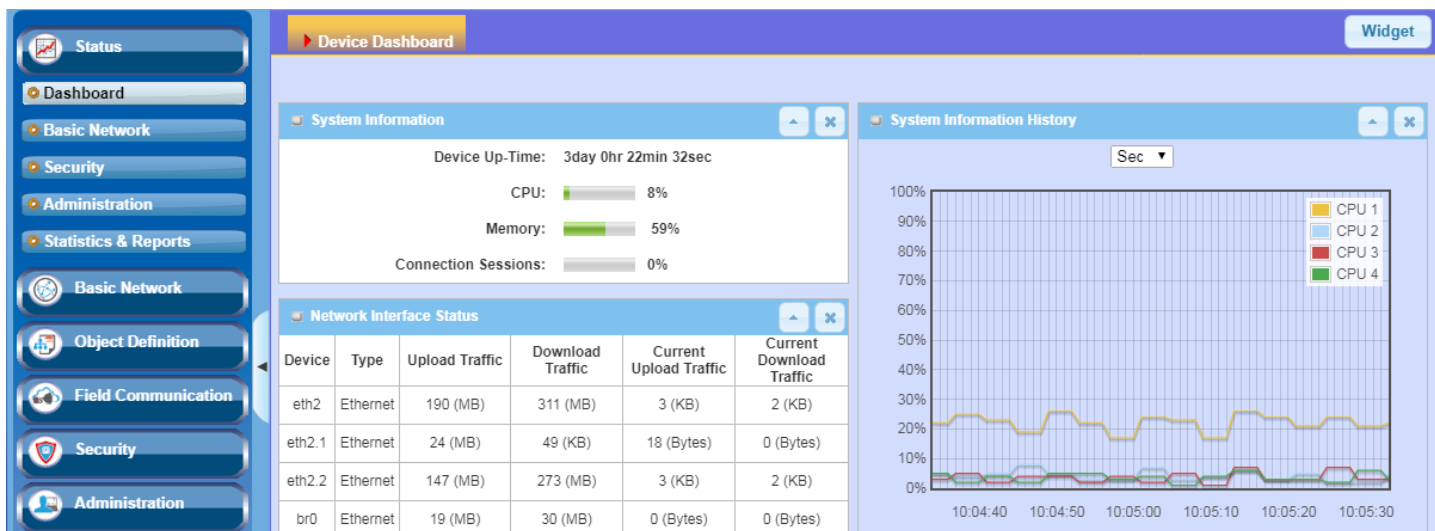 Status
Dashboard
Basic Network
Security
Administration
Statistics & Reports
Basic Network
Object Definition
Field Communication
Security
Administration
Device Dashboard
Widget
System Information
Device Up-Time: 3day 0hr 22min 32sec
CPU: 8%
Memory: 59%
Connection Sessions: 0%
Network Interface Status
Device Type Upload Traffic Download Traffic Current Upload Traffic Current Download Traffic
eth2 Ethernet 190 (MB) 311 (MB) 3 (KB) 2 (KB)
eth2.1 Ethernet 24 (MB) 49 (KB) 18 (Bytes) 0 (Bytes)
eth2.2 Ethernet 147 (MB) 273 (MB) 3 (KB) 2 (KB)
br0 Ethernet 19 (MB) 30 (MB) 0 (Bytes) 0 (Bytes)
System Information History
Sec
100%
90%
80%
70%
60%
50%
40%
30%
20%
10%
0%
CPU 1
CPU 2
CPU 3
CPU 4
10:04:40 10:04:50 10:05:00 10:05:10 10:05:20 10:05:30